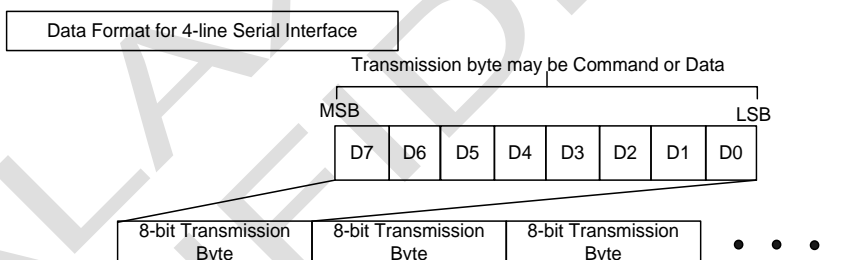 Data Format for 4-line Serial Interface
Transmission byte may be Command or Data
MSB LSB
D7 D6 D5 D4 D3 D2 D1 D0
8-bit Transmission Byte
8-bit Transmission Byte
8-bit Transmission Byte